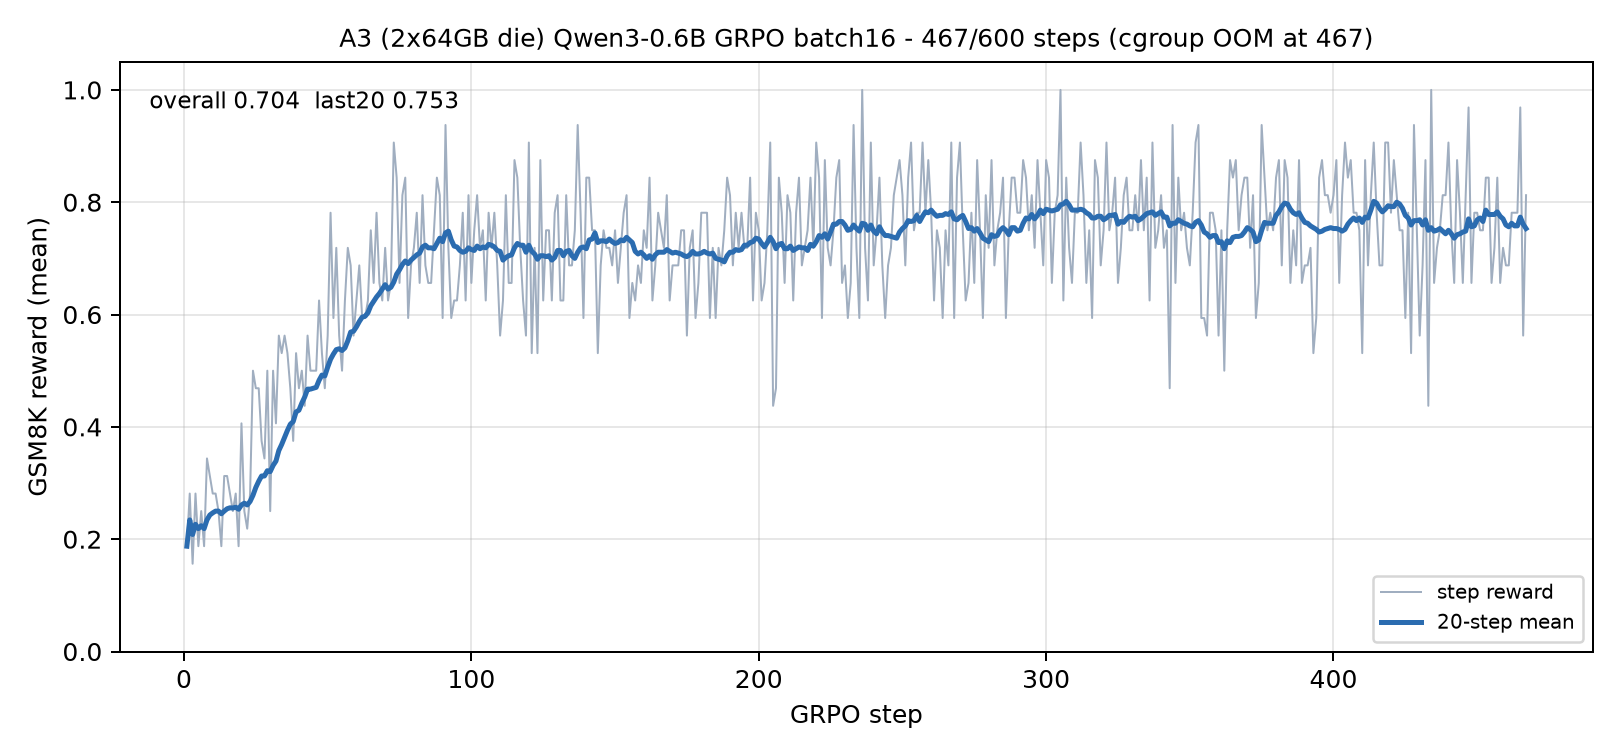 A3 (2x64GB die) Qwen3-0.6B GRPO batch16 - 467/600 steps (cgroup OOM at 467)
overall 0.704  last20 0.753
GSM8K reward (mean)
1.0
0.8
0.6
0.4
0.2
0.0
step reward
20-step mean
0 100 200 300 400
GRPO step